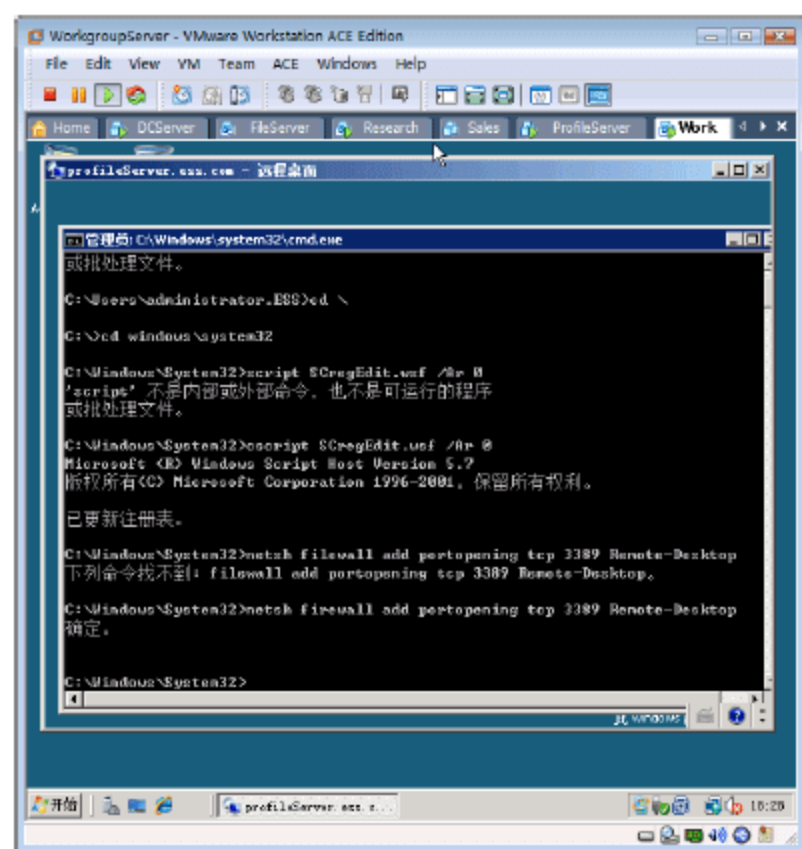 WorkgroupServer - VMware Workstation ACE Edition
File Edit View VM Team ACE Windows Help
Home DCServer FileServer Research Sales ProfileServer Work
profileServer.ess.com - 远程桌面
管理员: C:\Windows\system32\cmd.exe
或批处理文件。
C:\Users\administrator.ESS>cd \
C:\>cd windows\system32
C:\Windows\System32>script SCregEdit.wsf /Ar 0
'script' 不是内部或外部命令，也不是可运行的程序
或批处理文件。
C:\Windows\System32>cscript SCregEdit.wsf /Ar 0
Microsoft (R) Windows Script Host Version 5.7
版权所有(C) Microsoft Corporation 1996-2001。保留所有权利。
已更新注册表。
C:\Windows\System32>netsh filewall add portopening tcp 3389 Remote-Desktop
下列命令找不到: filewall add portopening tcp 3389 Remote-Desktop。
C:\Windows\System32>netsh firewall add portopening tcp 3389 Remote-Desktop
确定。
C:\Windows\System32>
开始 profileServer.ess.c... 16:28